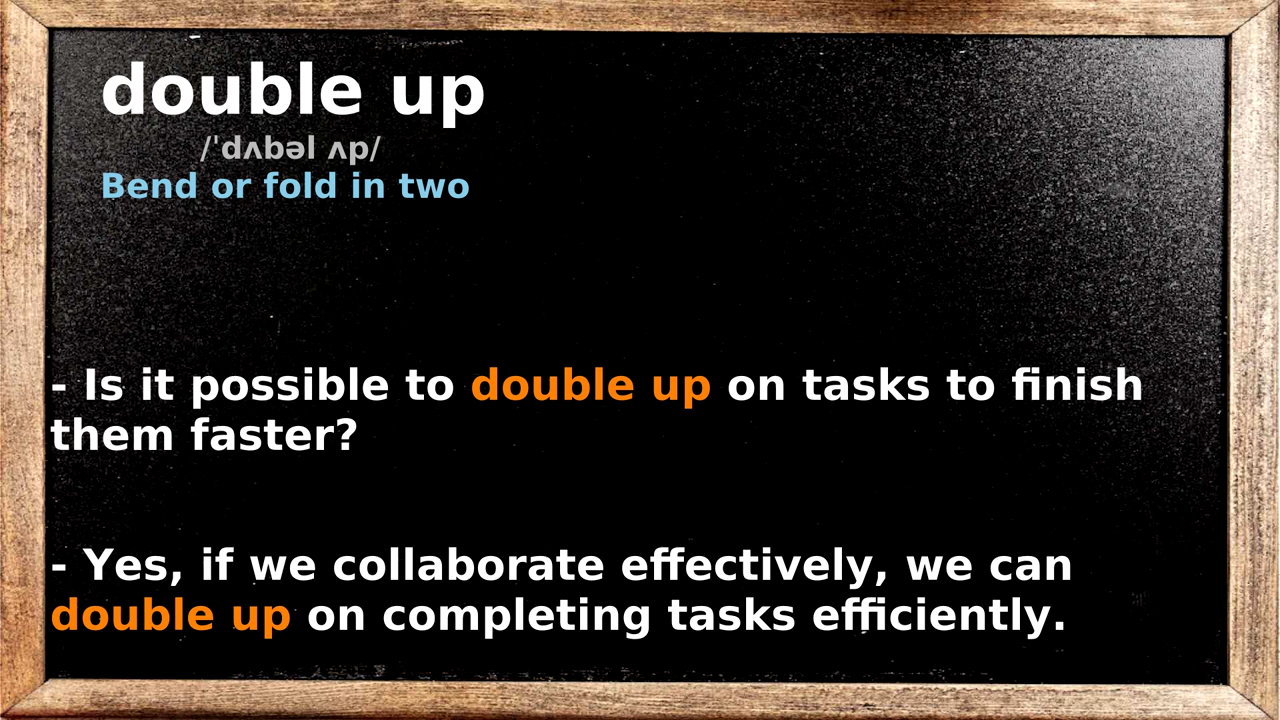 double up
/ˈdʌbəl ʌp/
Bend or fold in two
- Is it possible to double up on tasks to finish
them faster?
- Yes, if we collaborate effectively, we can
double up on completing tasks efficiently.